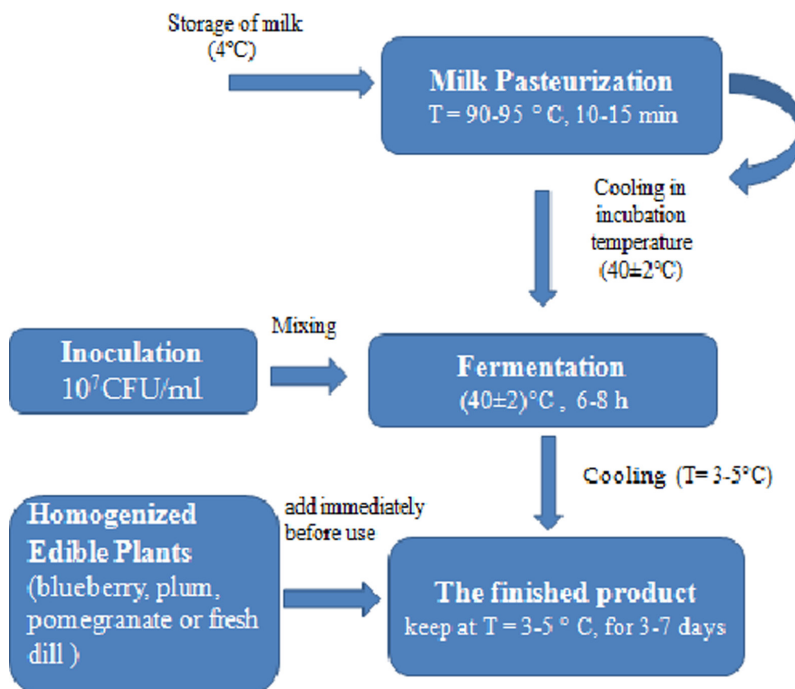 Storage of milk
(4°C)
Milk Pasteurization
T = 90-95 ° C, 10-15 min
Cooling in
incubation
temperature
(40±2°C)
Inoculation
10⁷CFU/ml
Mixing
Fermentation
(40±2)°C , 6-8 h
Cooling (T= 3-5°C)
Homogenized
Edible Plants
(blueberry, plum,
pomegranate or fresh
dill )
add immediately
before use
The finished product
keep at T = 3-5 ° C, for 3-7 days